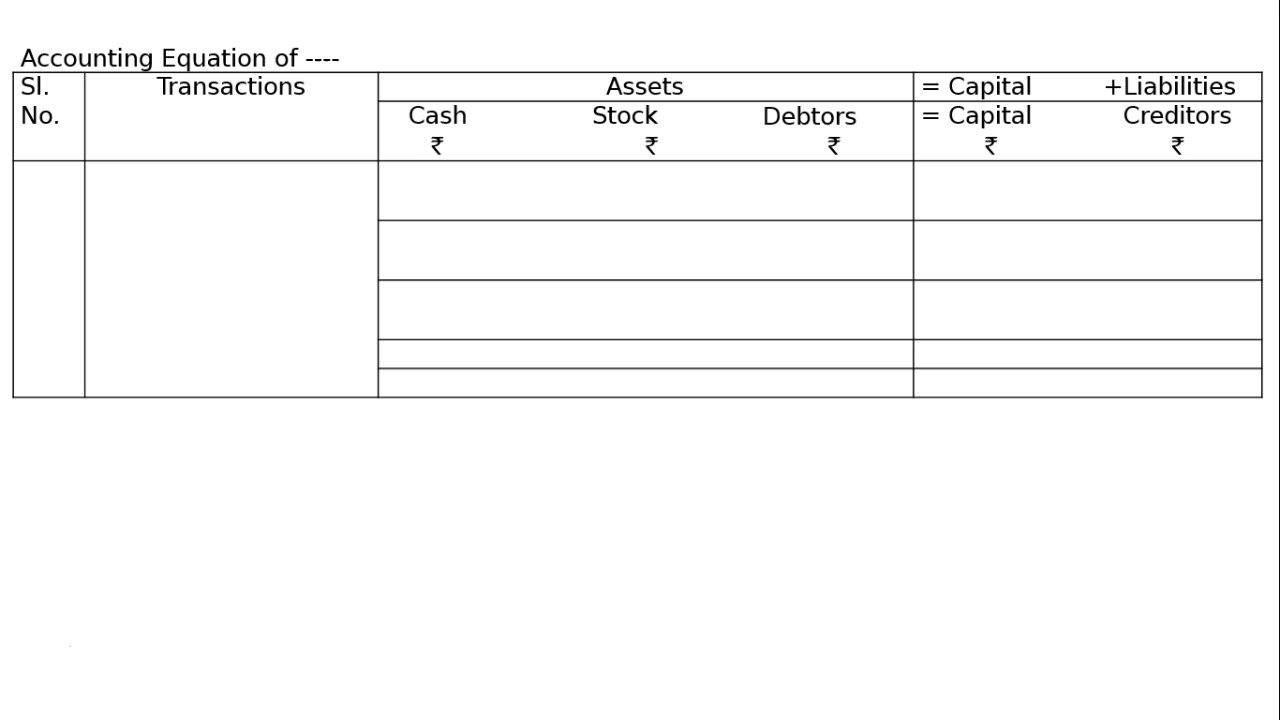 Accounting Equation of ----
Sl. Transactions Assets = Capital +Liabilities
No. Cash Stock Debtors = Capital Creditors
₹ ₹ ₹ ₹ ₹